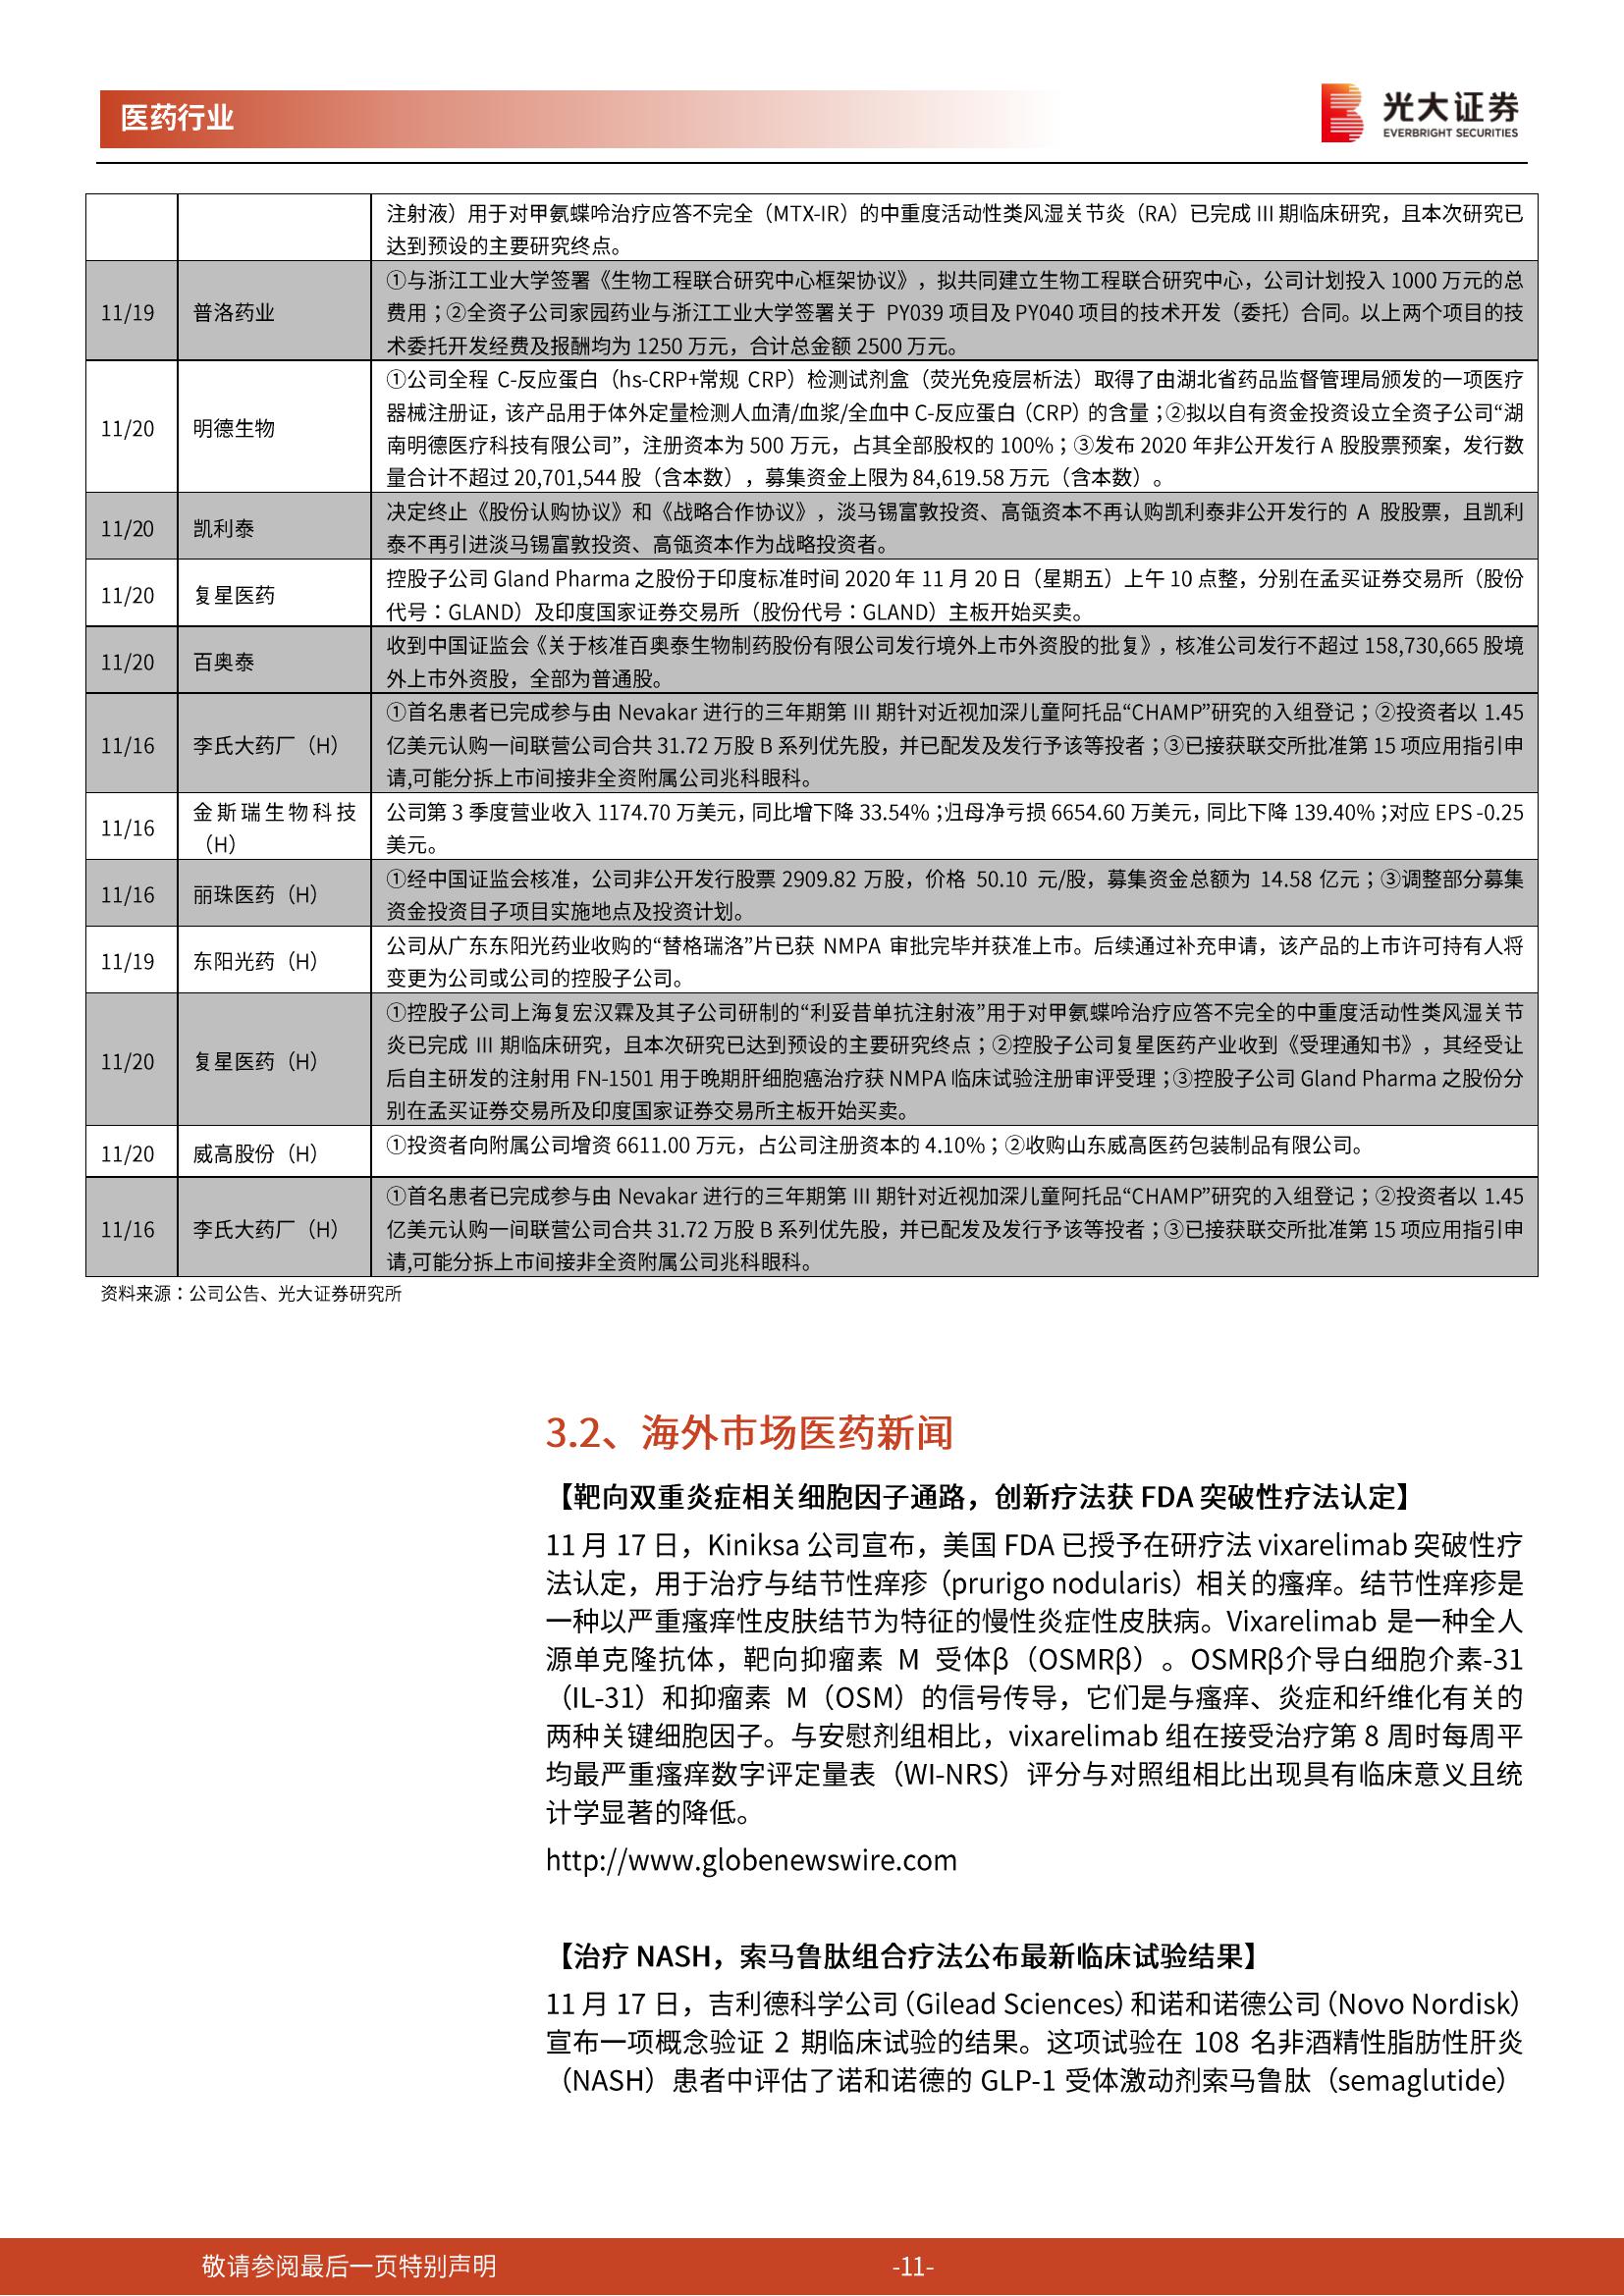 医药行业
光大证券
EVERBRIGHT SECURITIES
注射液）用于对甲氨蝶呤治疗应答不完全（MTX-IR）的中重度活动性类风湿关节炎（RA）已完成 III 期临床研究，且本次研究已
达到预设的主要研究终点。
11/19
普洛药业
①与浙江工业大学签署《生物工程联合研究中心框架协议》，拟共同建立生物工程联合研究中心，公司计划投入 1000 万元的总
费用；②全资子公司家园药业与浙江工业大学签署关于 PY039 项目及 PY040 项目的技术开发（委托）合同。以上两个项目的技
术委托开发经费及报酬均为 1250 万元，合计总金额 2500 万元。
11/20
明德生物
①公司全程 C-反应蛋白（hs-CRP+常规 CRP）检测试剂盒（荧光免疫层析法）取得了由湖北省药品监督管理局颁发的一项医疗
器械注册证，该产品用于体外定量检测人血清/血浆/全血中 C-反应蛋白（CRP）的含量；②拟以自有资金投资设立全资子公司“湖
南明德医疗科技有限公司”，注册资本为 500 万元，占其全部股权的 100%；③发布 2020 年非公开发行 A 股股票预案，发行数
量合计不超过 20,701,544 股（含本数），募集资金上限为 84,619.58 万元（含本数）。
11/20
凯利泰
决定终止《股份认购协议》和《战略合作协议》，淡马锡富敦投资、高瓴资本不再认购凯利泰非公开发行的 A 股股票，且凯利
泰不再引进淡马锡富敦投资、高瓴资本作为战略投资者。
11/20
复星医药
控股子公司 Gland Pharma 之股份于印度标准时间 2020 年 11 月 20 日（星期五）上午 10 点整，分别在孟买证券交易所（股份
代号：GLAND）及印度国家证券交易所（股份代号：GLAND）主板开始买卖。
11/20
百奥泰
收到中国证监会《关于核准百奥泰生物制药股份有限公司发行境外上市外资股的批复》，核准公司发行不超过 158,730,665 股境
外上市外资股，全部为普通股。
11/16
李氏大药厂（H）
①首名患者已完成参与由 Nevakar 进行的三年期第 III 期针对近视加深儿童阿托品“CHAMP”研究的入组登记；②投资者以 1.45
亿美元认购一间联营公司合共 31.72 万股 B 系列优先股，并已配发及发行予该等投者；③已接获联交所批准第 15 项应用指引申
请,可能分拆上市间接非全资附属公司兆科眼科。
11/16
金斯瑞生物科技
（H）
公司第 3 季度营业收入 1174.70 万美元，同比增下降 33.54%；归母净亏损 6654.60 万美元，同比下降 139.40%；对应 EPS -0.25
美元。
11/16
丽珠医药（H）
①经中国证监会核准，公司非公开发行股票 2909.82 万股，价格 50.10 元/股，募集资金总额为 14.58 亿元；③调整部分募集
资金投资目子项目实施地点及投资计划。
11/19
东阳光药（H）
公司从广东东阳光药业收购的“替格瑞洛”片已获 NMPA 审批完毕并获准上市。后续通过补充申请，该产品的上市许可持有人将
变更为公司或公司的控股子公司。
11/20
复星医药（H）
①控股子公司上海复宏汉霖及其子公司研制的“利妥昔单抗注射液”用于对甲氨蝶呤治疗应答不完全的中重度活动性类风湿关节
炎已完成 III 期临床研究，且本次研究已达到预设的主要研究终点；②控股子公司复星医药产业收到《受理通知书》，其经受让
后自主研发的注射用 FN-1501 用于晚期肝细胞癌治疗获 NMPA 临床试验注册审评受理；③控股子公司 Gland Pharma 之股份分
别在孟买证券交易所及印度国家证券交易所主板开始买卖。
11/20
威高股份（H）
①投资者向附属公司增资 6611.00 万元，占公司注册资本的 4.10%；②收购山东威高医药包装制品有限公司。
11/16
李氏大药厂（H）
①首名患者已完成参与由 Nevakar 进行的三年期第 III 期针对近视加深儿童阿托品“CHAMP”研究的入组登记；②投资者以 1.45
亿美元认购一间联营公司合共 31.72 万股 B 系列优先股，并已配发及发行予该等投者；③已接获联交所批准第 15 项应用指引申
请,可能分拆上市间接非全资附属公司兆科眼科。
资料来源：公司公告、光大证券研究所
3.2、海外市场医药新闻
【靶向双重炎症相关细胞因子通路，创新疗法获 FDA 突破性疗法认定】
11 月 17 日，Kiniksa 公司宣布，美国 FDA 已授予在研疗法 vixarelimab 突破性疗
法认定，用于治疗与结节性痒疹（prurigo nodularis）相关的瘙痒。结节性痒疹是
一种以严重瘙痒性皮肤结节为特征的慢性炎症性皮肤病。Vixarelimab 是一种全人
源单克隆抗体，靶向抑瘤素 M 受体β（OSMRβ）。OSMRβ介导白细胞介素-31
（IL-31）和抑瘤素 M（OSM）的信号传导，它们是与瘙痒、炎症和纤维化有关的
两种关键细胞因子。与安慰剂组相比，vixarelimab 组在接受治疗第 8 周时每周平
均最严重瘙痒数字评定量表（WI-NRS）评分与对照组相比出现具有临床意义且统
计学显著的降低。
http://www.globenewswire.com
【治疗 NASH，索马鲁肽组合疗法公布最新临床试验结果】
11 月 17 日，吉利德科学公司（Gilead Sciences）和诺和诺德公司（Novo Nordisk）
宣布一项概念验证 2 期临床试验的结果。这项试验在 108 名非酒精性脂肪性肝炎
（NASH）患者中评估了诺和诺德的 GLP-1 受体激动剂索马鲁肽（semaglutide）
敬请参阅最后一页特别声明
-11-